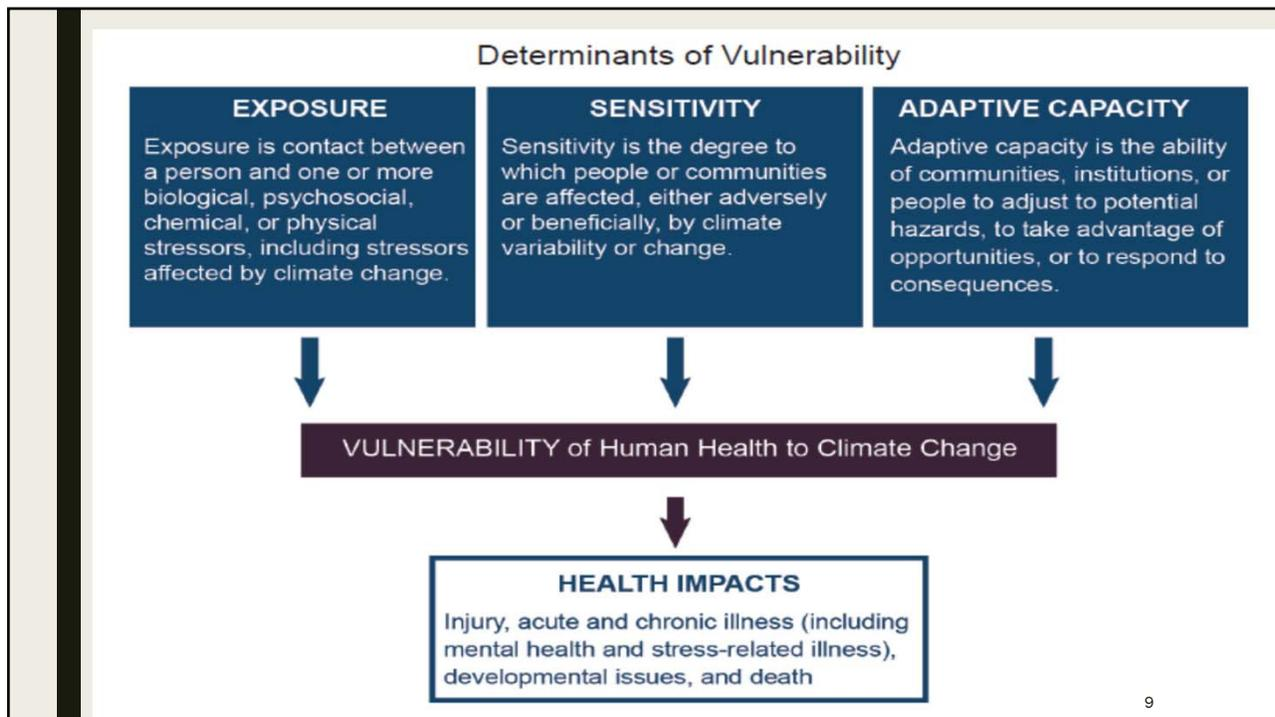 Determinants of Vulnerability
EXPOSURE
Exposure is contact between
a person and one or more
biological, psychosocial,
chemical, or physical
stressors, including stressors
affected by climate change.
SENSITIVITY
Sensitivity is the degree to
which people or communities
are affected, either adversely
or beneficially, by climate
variability or change.
ADAPTIVE CAPACITY
Adaptive capacity is the ability
of communities, institutions, or
people to adjust to potential
hazards, to take advantage of
opportunities, or to respond to
consequences.
VULNERABILITY of Human Health to Climate Change
HEALTH IMPACTS
Injury, acute and chronic illness (including
mental health and stress-related illness),
developmental issues, and death
9